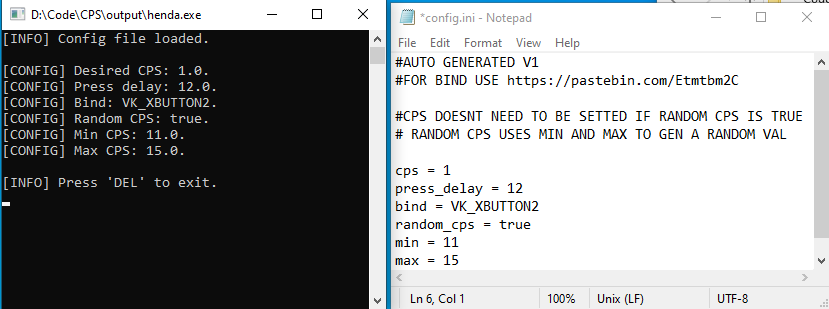 D:\Code\CPS\output\henda.exe
[INFO] Config file loaded.
[CONFIG] Desired CPS: 1.0.
[CONFIG] Press delay: 12.0.
[CONFIG] Bind: VK_XBUTTON2.
[CONFIG] Random CPS: true.
[CONFIG] Min CPS: 11.0.
[CONFIG] Max CPS: 15.0.
[INFO] Press 'DEL' to exit.
*config.ini - Notepad
File Edit Format View Help
#AUTO GENERATED V1
#FOR BIND USE https://pastebin.com/Etmtbm2C
#CPS DOESNT NEED TO BE SETTED IF RANDOM CPS IS TRUE
# RANDOM CPS USES MIN AND MAX TO GEN A RANDOM VAL
cps = 1
press_delay = 12
bind = VK_XBUTTON2
random_cps = true
min = 11
max = 15
Ln 6, Col 1 100% Unix (LF) UTF-8